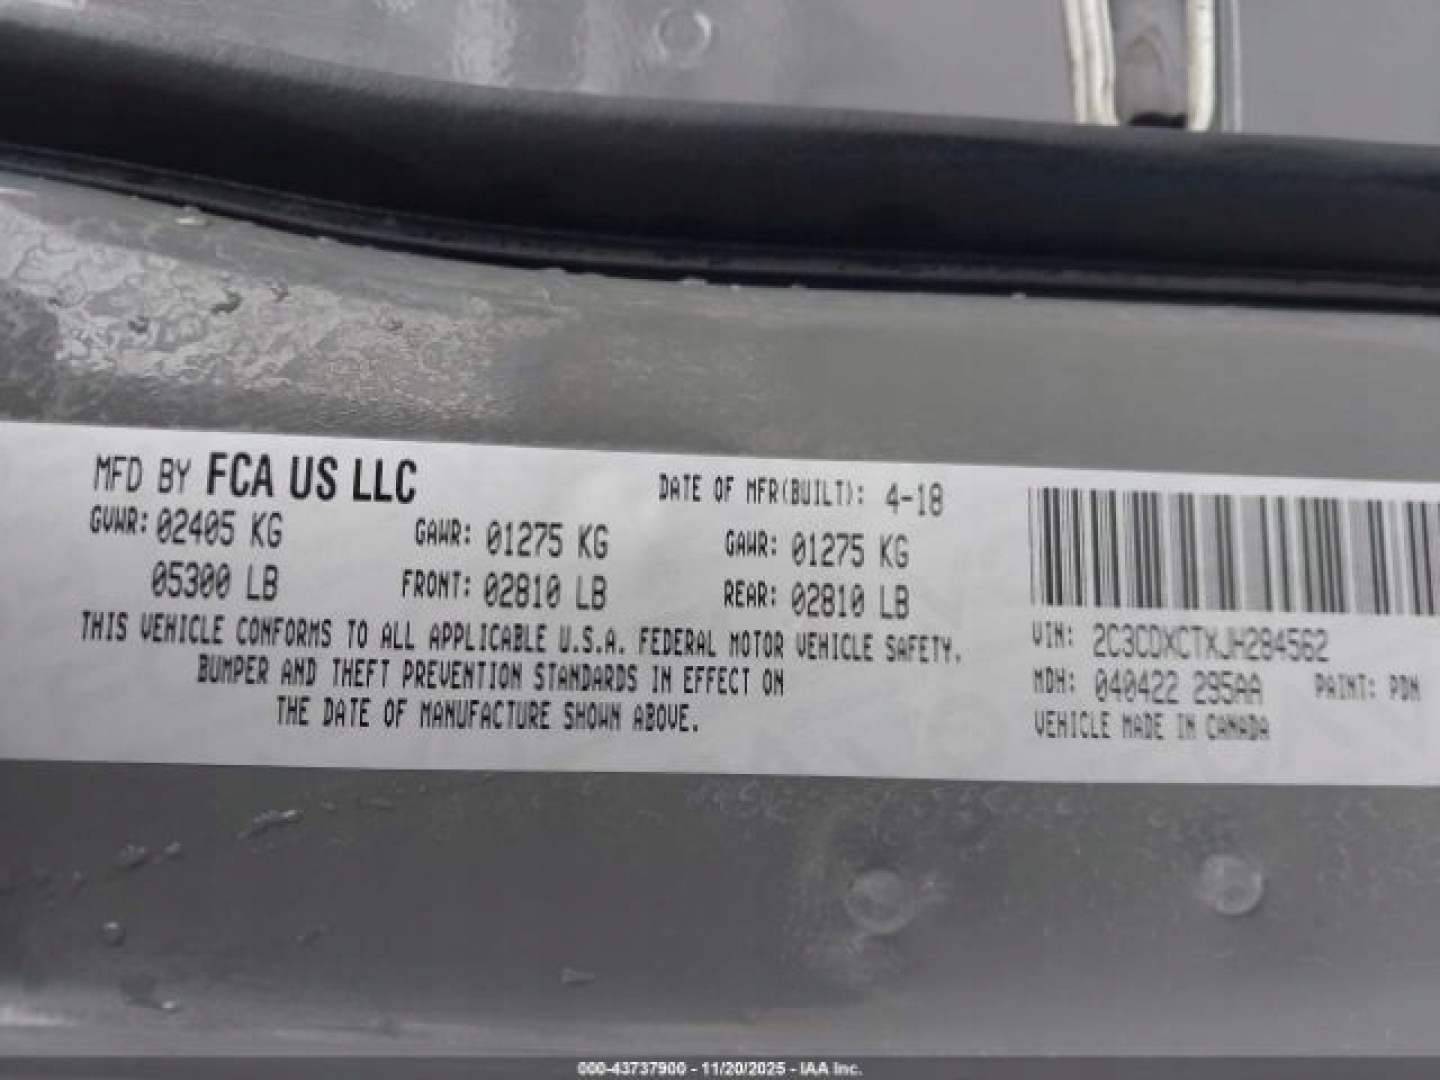 MFD BY FCA US LLC DATE OF MFR(BUILT): 4-18
GVWR: 02405 KG GAWR: 01275 KG GAWR: 01275 KG
05300 LB FRONT: 02810 LB REAR: 02810 LB
THIS VEHICLE CONFORMS TO ALL APPLICABLE U.S.A. FEDERAL MOTOR VEHICLE SAFETY,
BUMPER AND THEFT PREVENTION STANDARDS IN EFFECT ON
THE DATE OF MANUFACTURE SHOWN ABOVE.
VIN: 2C3CDXCTXJH284562
MDH: 040422 295AA PAINT: PDN
VEHICLE MADE IN CANADA
000-43737900 - 11/20/2025 - IAA Inc.